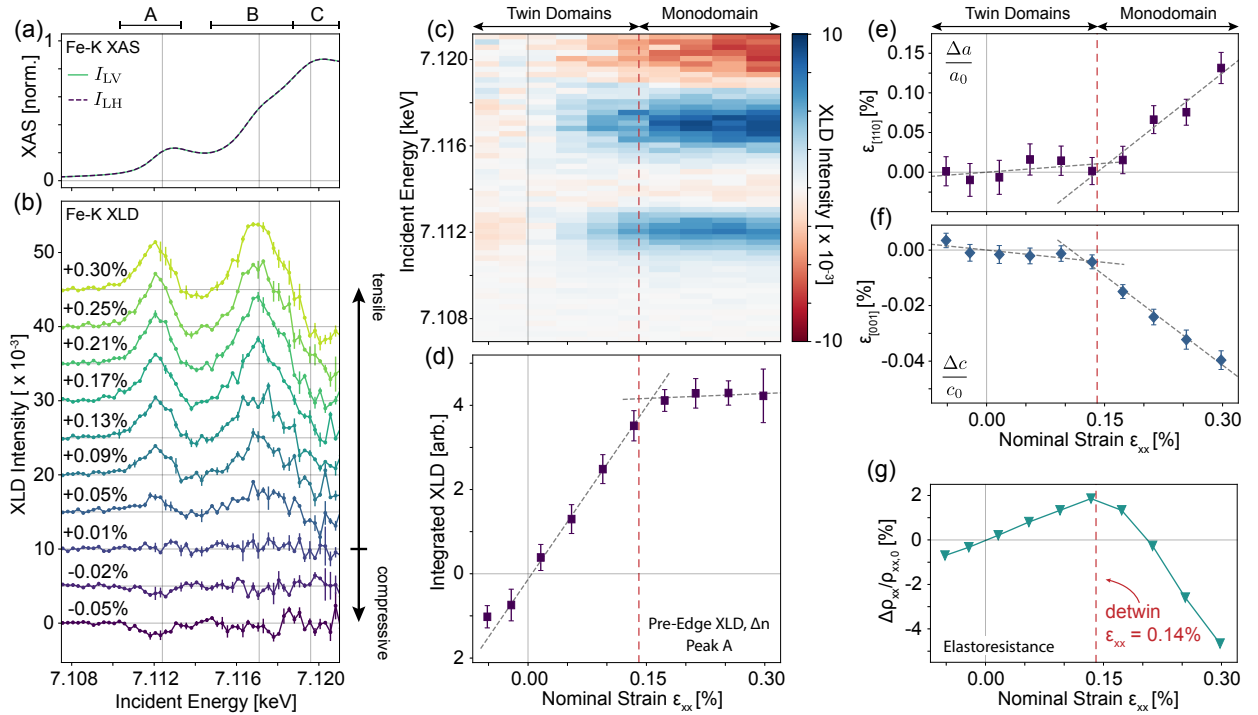 A B C
(a)
Fe-K XAS
I_LV
I_LH
XAS [norm.]
1
0
(b)
Fe-K XLD
XLD Intensity [ x 10⁻³]
50
40
30
20
10
0
+0.30%
+0.25%
+0.21%
+0.17%
+0.13%
+0.09%
+0.05%
+0.01%
-0.02%
-0.05%
tensile
compressive
7.108 7.112 7.116 7.120
Incident Energy [keV]
Twin Domains Monodomain
(c)
7.120
7.116
7.112
7.108
Incident Energy [keV]
10
-10
XLD Intensity [ x 10⁻³]
(d)
Integrated XLD [arb.]
4
2
0
2
Pre-Edge XLD, Δn
Peak A
0.00 0.15 0.30
Nominal Strain ε_xx [%]
Twin Domains Monodomain
(e)
Δa
a₀
ε_[110] [%]
0.15
0.10
0.05
0.00
(f)
ε_[001] [%]
0.00
-0.02
-0.04
Δc
c₀
0.00 0.15 0.30
Nominal Strain ε_xx [%]
(g)
Δρ_xx/ρ_xx,0 [%]
2
0
-2
-4
detwin
ε_xx = 0.14%
Elastoresistance
0.00 0.15 0.30
Nominal Strain ε_xx [%]